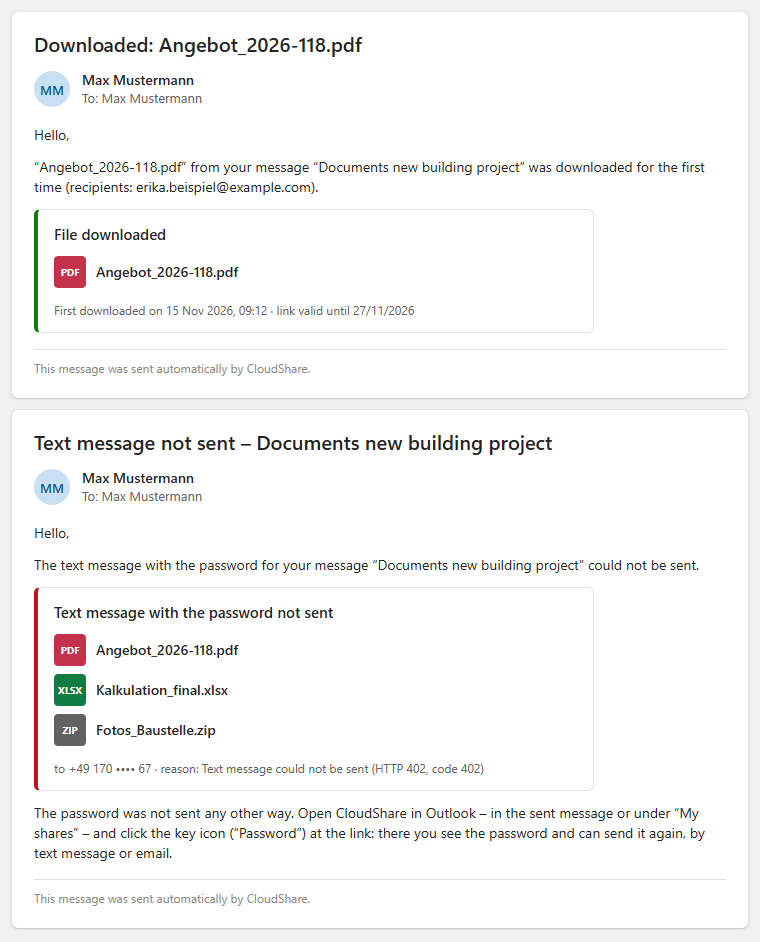 Downloaded: Angebot_2026-118.pdf
MM
Max Mustermann
To: Max Mustermann
Hello,
“Angebot_2026-118.pdf” from your message “Documents new building project” was downloaded for the first
time (recipients: erika.beispiel@example.com).
File downloaded
PDF Angebot_2026-118.pdf
First downloaded on 15 Nov 2026, 09:12 · link valid until 27/11/2026
This message was sent automatically by CloudShare.
Text message not sent – Documents new building project
MM
Max Mustermann
To: Max Mustermann
Hello,
The text message with the password for your message “Documents new building project” could not be sent.
Text message with the password not sent
PDF Angebot_2026-118.pdf
XLSX Kalkulation_final.xlsx
ZIP Fotos_Baustelle.zip
to +49 170 •••• 67 · reason: Text message could not be sent (HTTP 402, code 402)
The password was not sent any other way. Open CloudShare in Outlook – in the sent message or under “My
shares” – and click the key icon (“Password”) at the link: there you see the password and can send it again, by
text message or email.
This message was sent automatically by CloudShare.